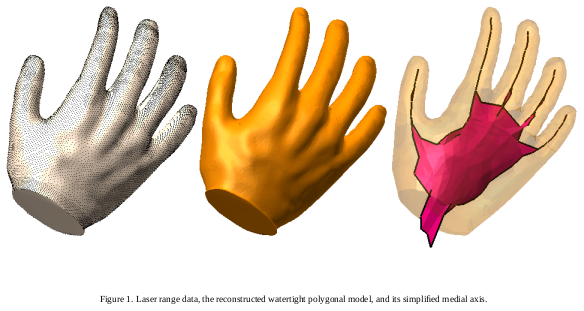 Figure 1. Laser range data, the reconstructed watertight polygonal model, and its simplified medial axis.